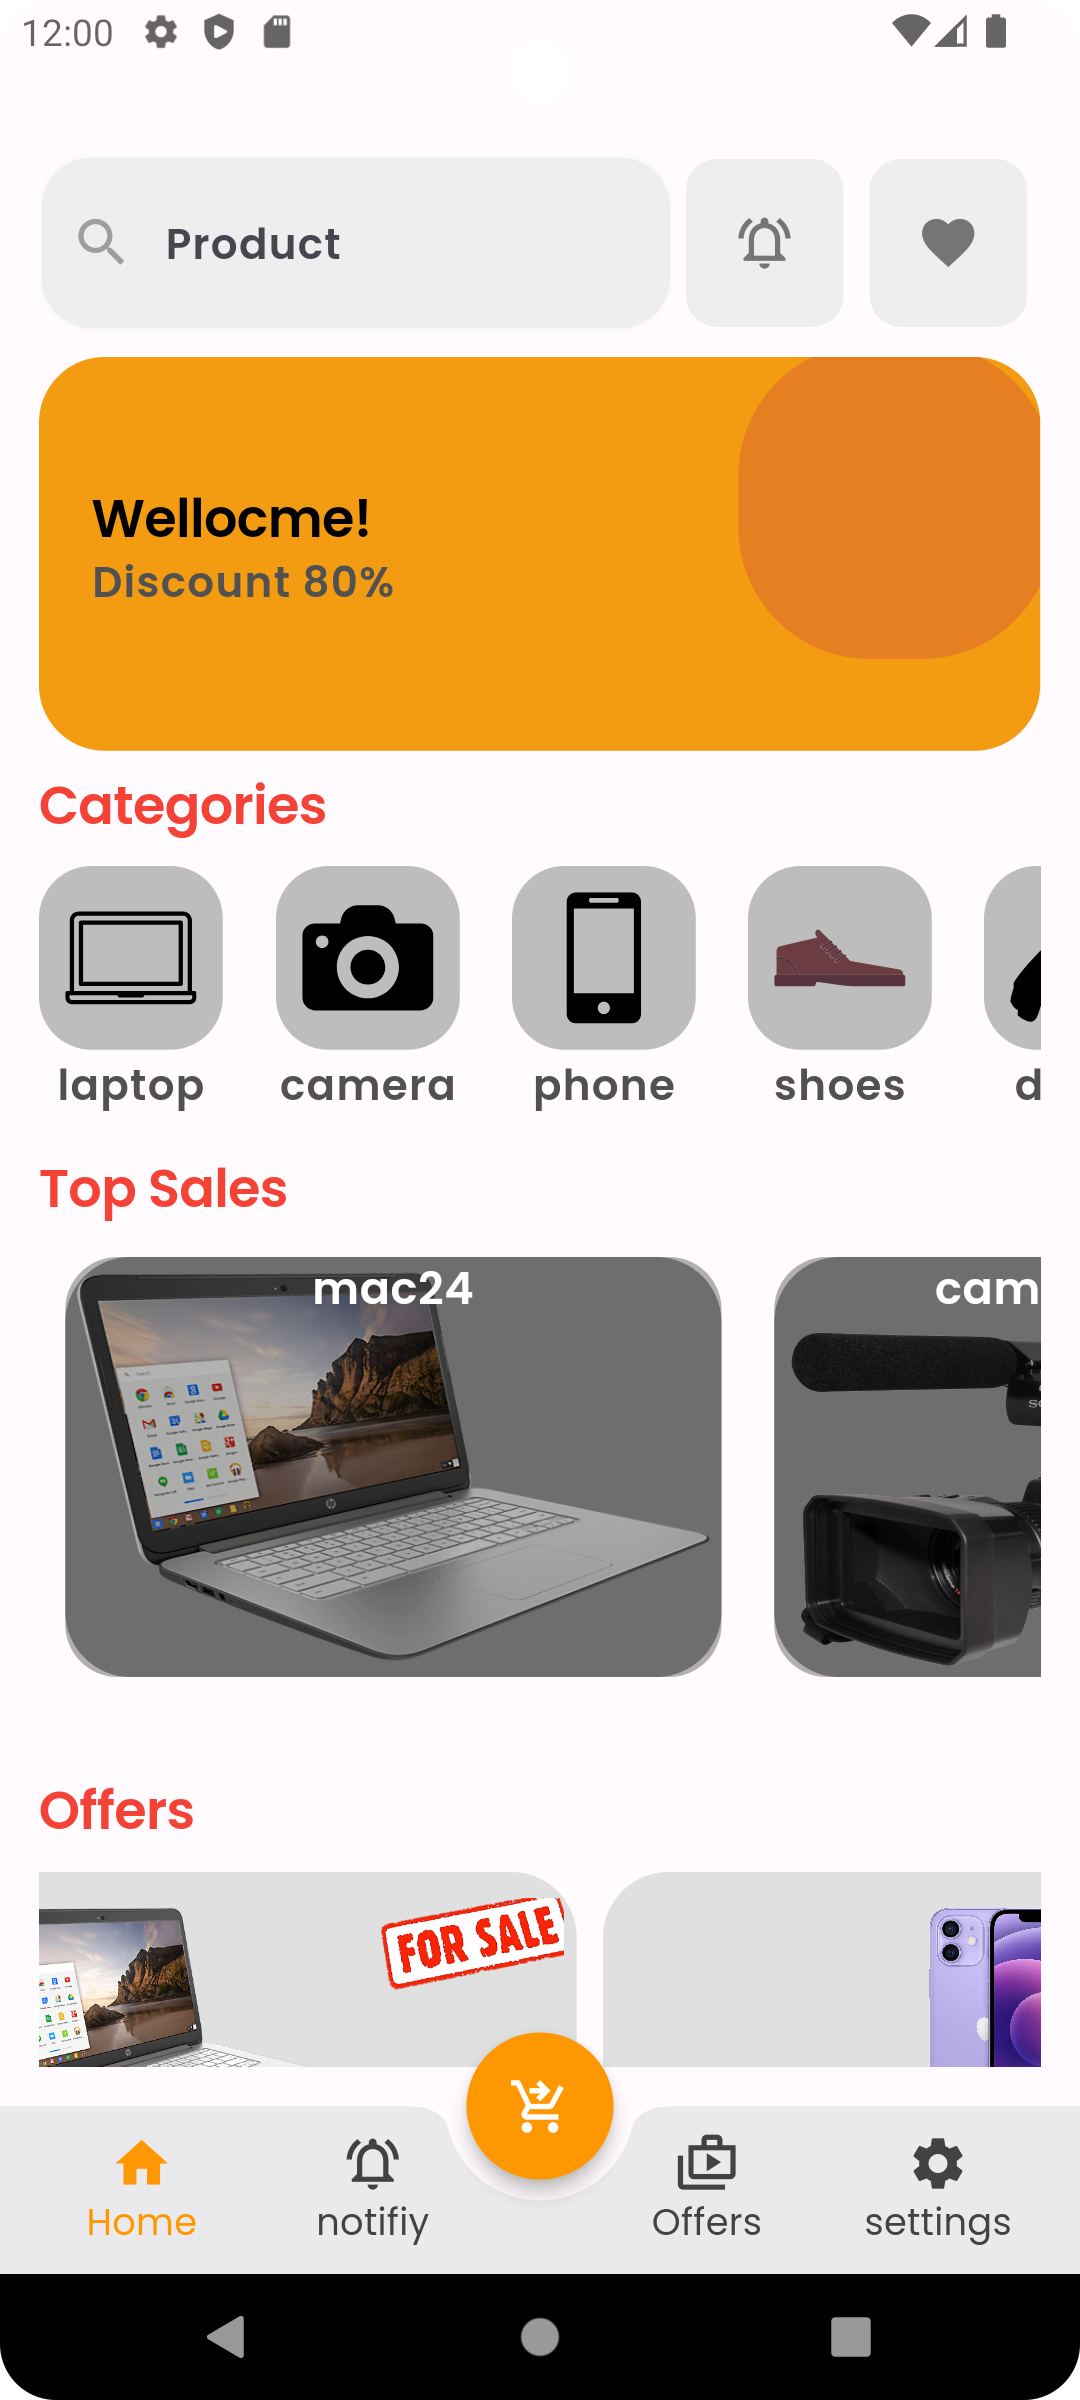 12:00
Product
Wellocme!
Discount 80%
Categories
laptop
camera
phone
shoes
d
Top Sales
mac24
cam
Offers
FOR SALE
Home
notifiy
Offers
settings